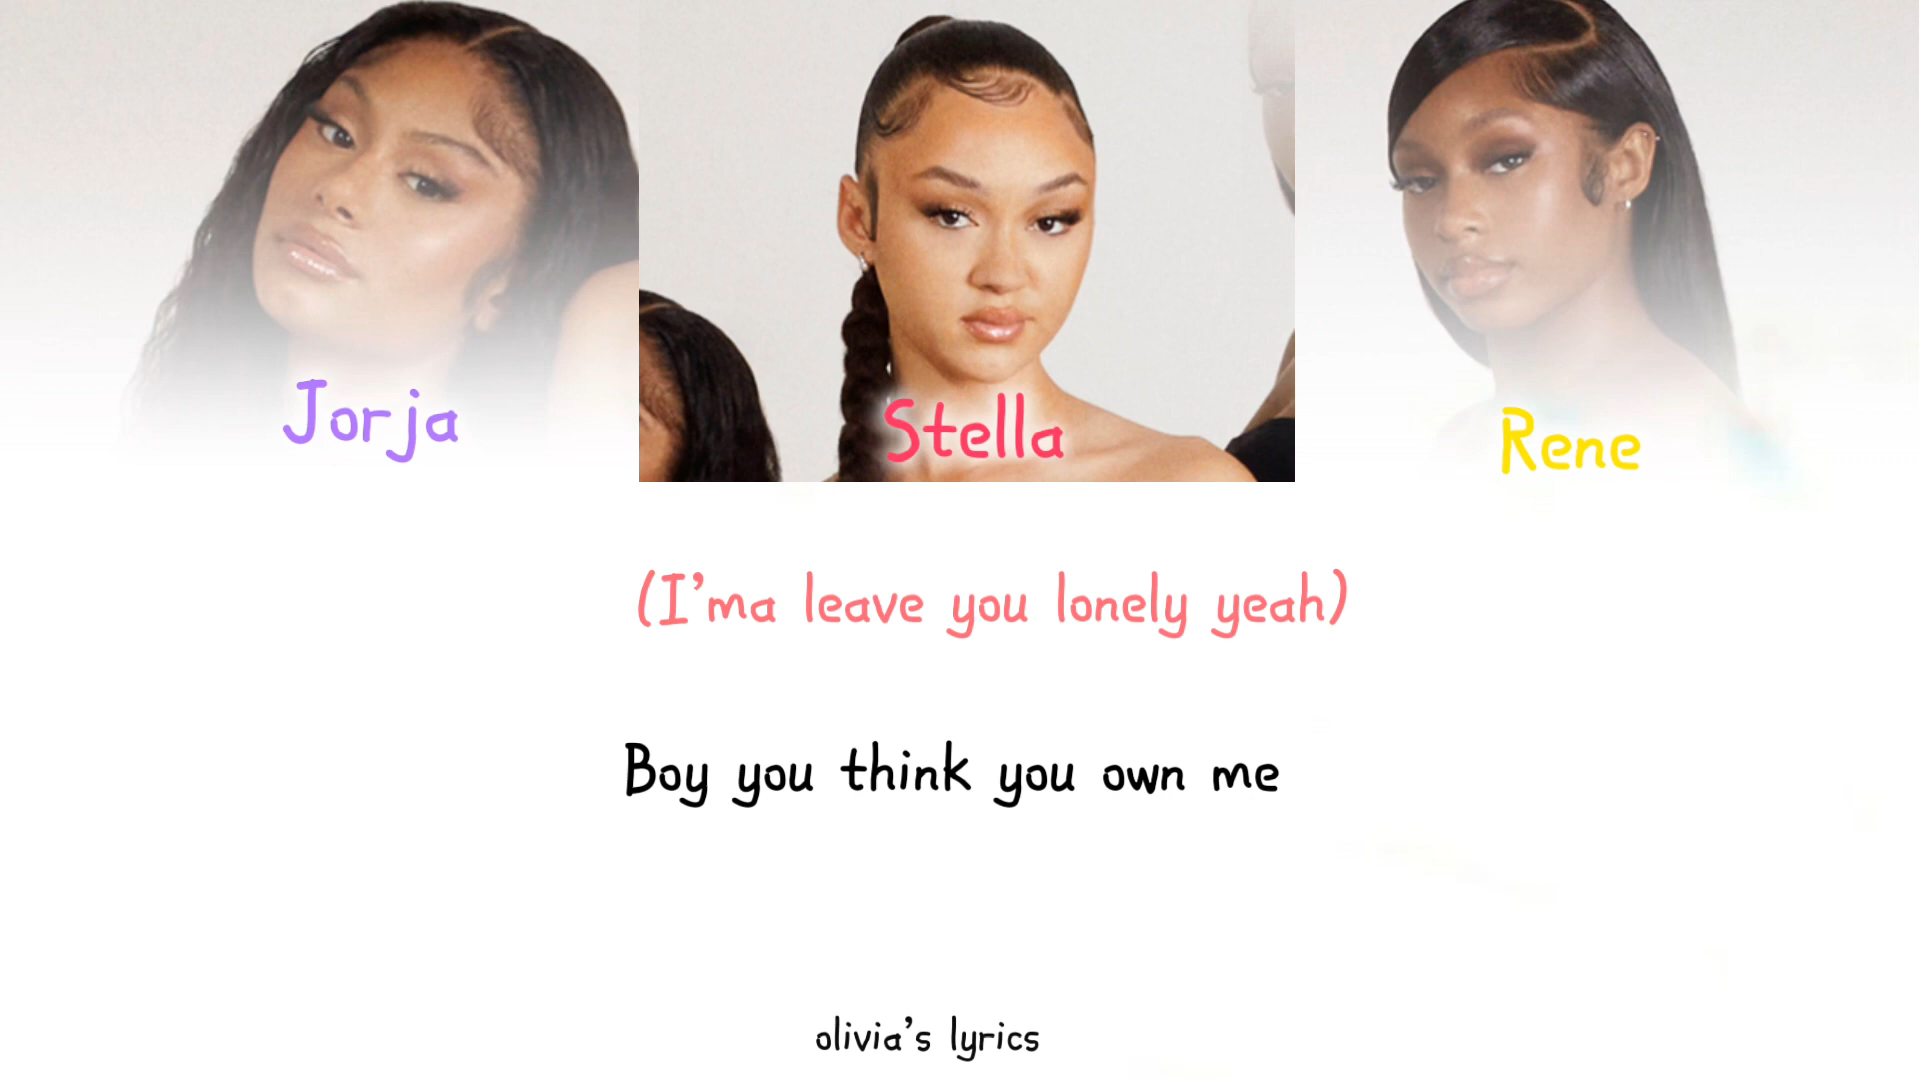 Jorja
Stella
Rene
(I'ma leave you lonely yeah)
Boy you think you own me
olivia's lyrics